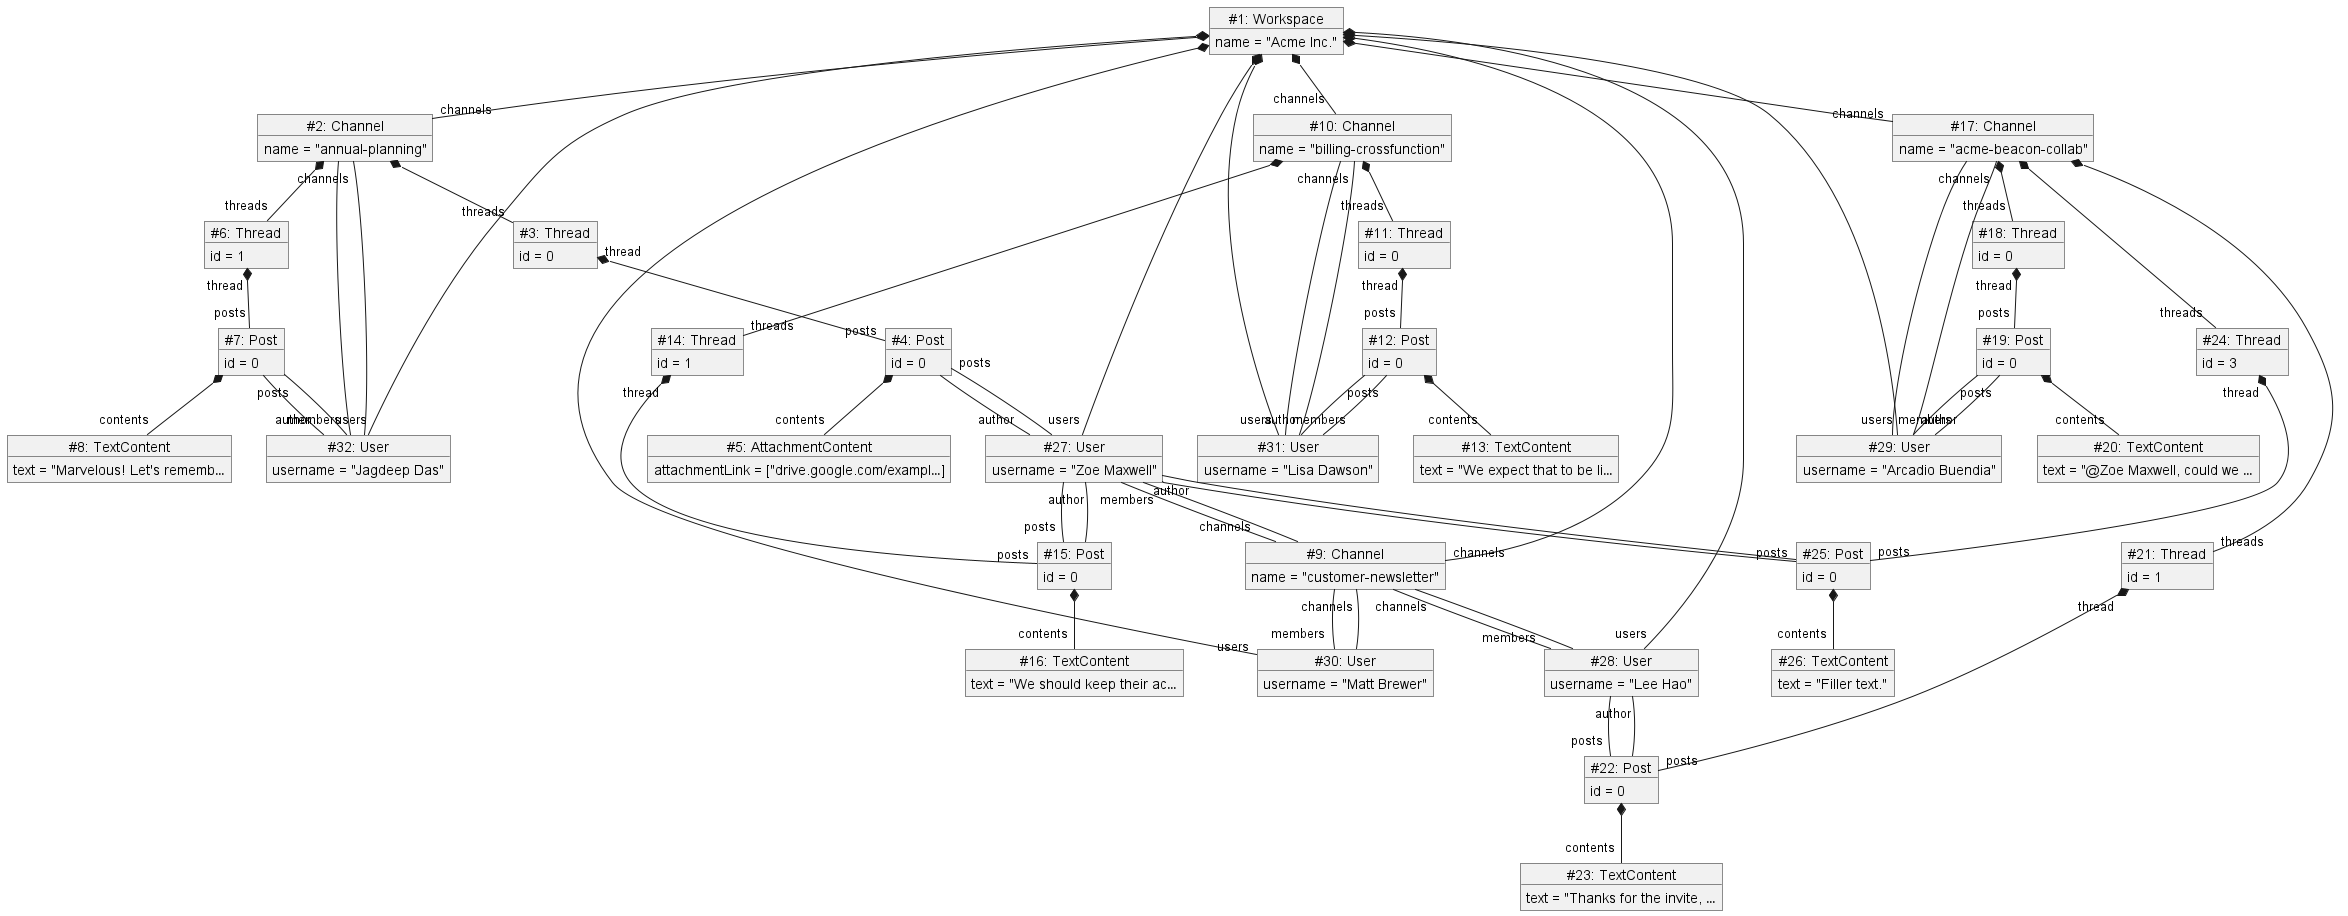 #1: Workspace
name = "Acme Inc."
channels
channels
channels
#2: Channel
name = "annual-planning"
#10: Channel
name = "billing-crossfunction"
#17: Channel
name = "acme-beacon-collab"
channels
channels
channels
threads
threads
threads
threads
#6: Thread
id = 1
#3: Thread
id = 0
#11: Thread
id = 0
#18: Thread
id = 0
thread
thread
thread
thread
posts
threads
posts
posts
posts
threads
#7: Post
id = 0
#14: Thread
id = 1
#4: Post
id = 0
#12: Post
id = 0
#19: Post
id = 0
#24: Thread
id = 3
posts
thread
posts
posts
posts
thread
contents
author
members
users
contents
author
users
users
author
members
contents
users
members
author
contents
#8: TextContent
text = "Marvelous! Let's rememb...
#32: User
username = "Jagdeep Das"
#5: AttachmentContent
attachmentLink = ["drive.google.com/exampl...]
#27: User
username = "Zoe Maxwell"
#31: User
username = "Lisa Dawson"
#13: TextContent
text = "We expect that to be li...
#29: User
username = "Arcadio Buendia"
#20: TextContent
text = "@Zoe Maxwell, could we ...
author
members
author
posts
channels
posts
channels
posts
posts
threads
#15: Post
id = 0
#9: Channel
name = "customer-newsletter"
#25: Post
id = 0
#21: Thread
id = 1
channels
channels
thread
contents
users
members
members
users
contents
#16: TextContent
text = "We should keep their ac...
#30: User
username = "Matt Brewer"
#28: User
username = "Lee Hao"
#26: TextContent
text = "Filler text."
author
posts
posts
#22: Post
id = 0
contents
#23: TextContent
text = "Thanks for the invite, ...